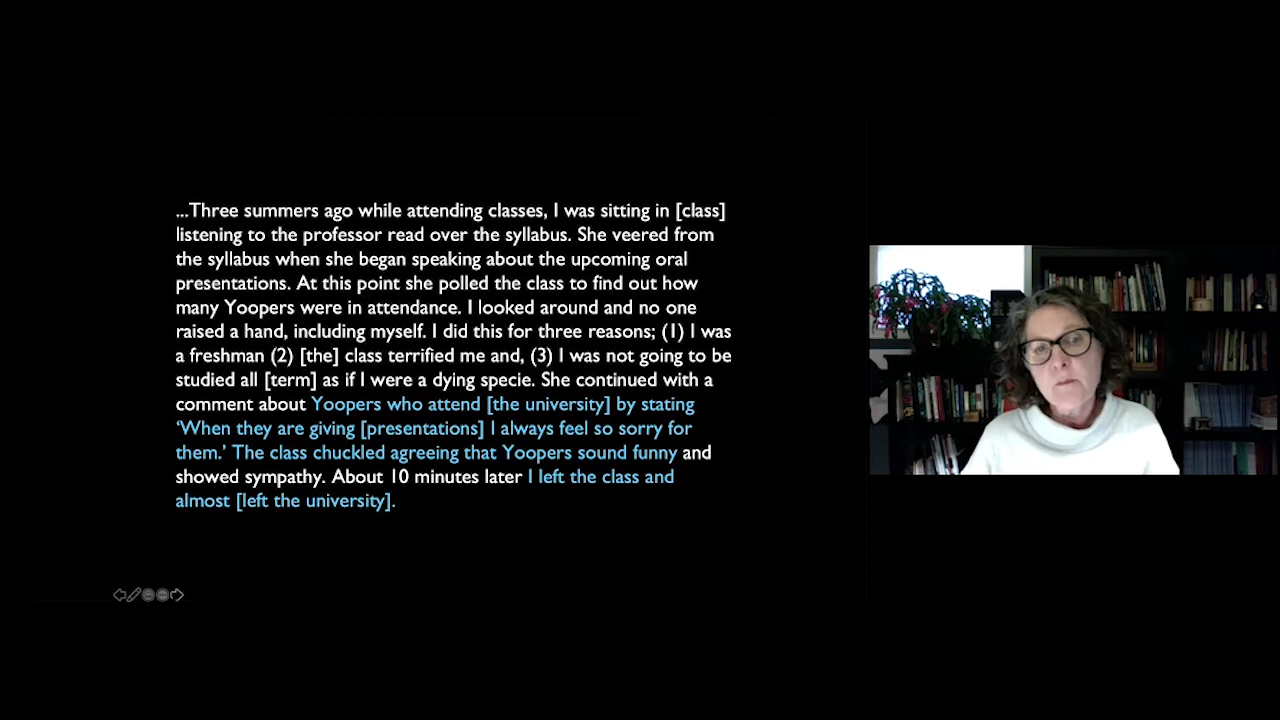 ...Three summers ago while attending classes, I was sitting in [class]
listening to the professor read over the syllabus. She veered from
the syllabus when she began speaking about the upcoming oral
presentations. At this point she polled the class to find out how
many Yoopers were in attendance. I looked around and no one
raised a hand, including myself. I did this for three reasons; (1) I was
a freshman (2) [the] class terrified me and, (3) I was not going to be
studied all [term] as if I were a dying specie. She continued with a
comment about Yoopers who attend [the university] by stating
‘When they are giving [presentations] I always feel so sorry for
them.’ The class chuckled agreeing that Yoopers sound funny and
showed sympathy. About 10 minutes later I left the class and
almost [left the university].